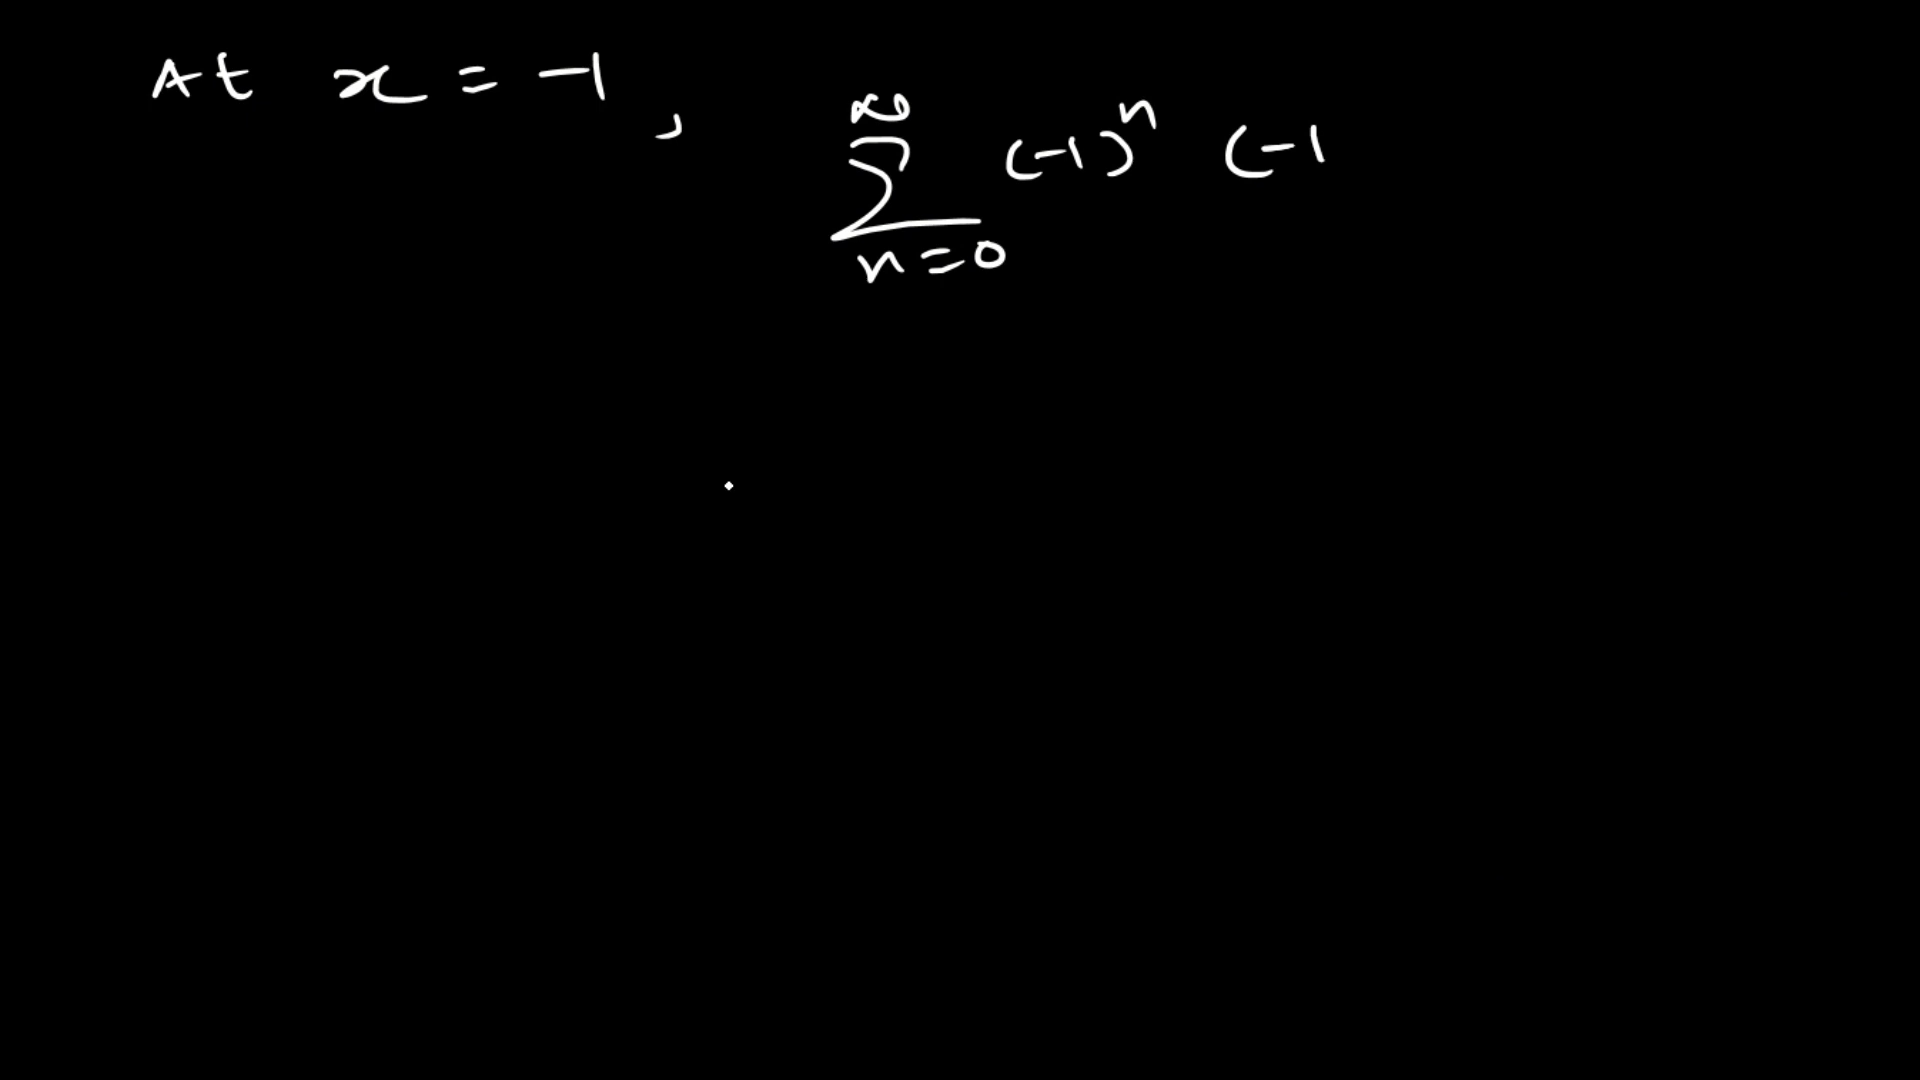 At x = -1, ∞∑n=0 (-1)^n (-1